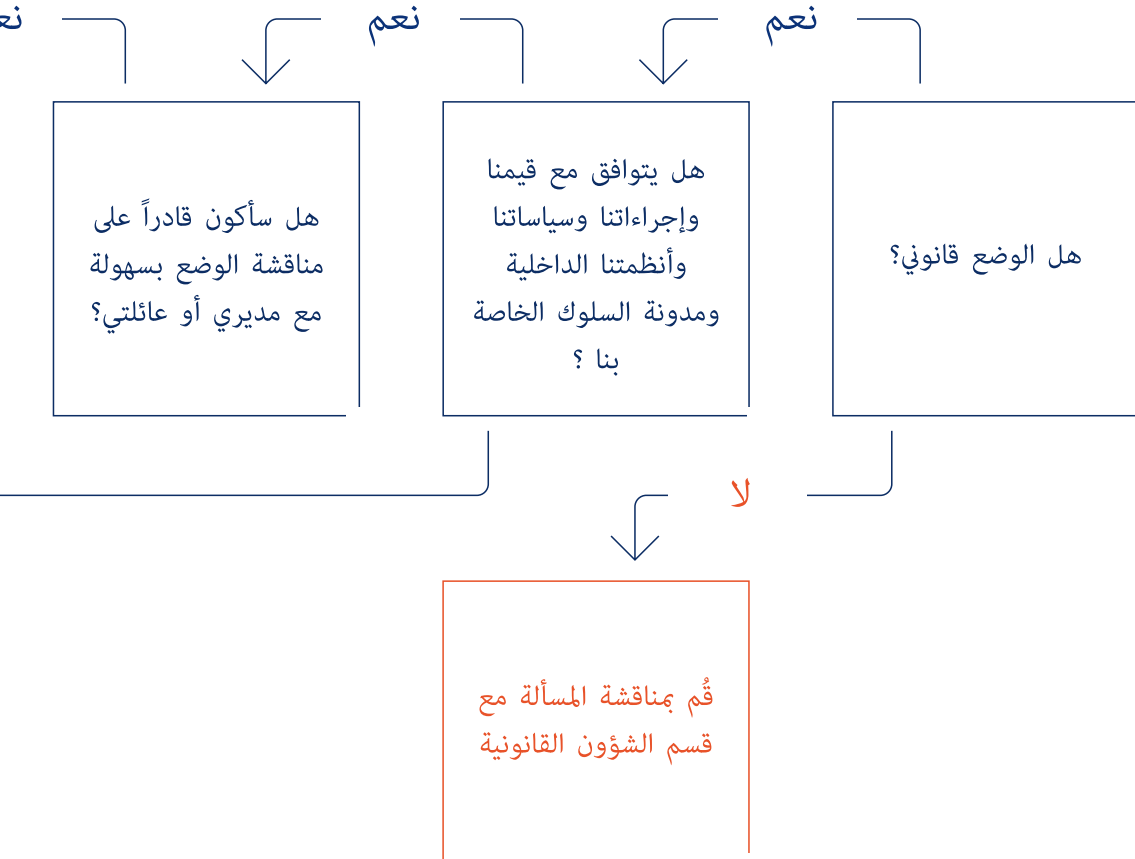 نعم
نعم
نع
هل الوضع قانوني؟
هل يتوافق مع قيمنا
وإجراءاتنا وسياساتنا
وأنظمتنا الداخلية
ومدونة السلوك الخاصة
بنا ؟
هل سأكون قادراً على
مناقشة الوضع بسهولة
مع مديري أو عائلتي؟
لا
قُم بمناقشة المسألة مع
قسم الشؤون القانونية